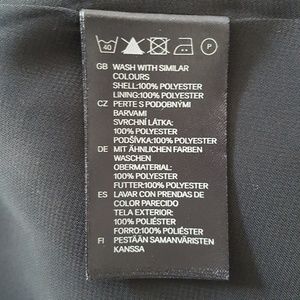 40 P
GB WASH WITH SIMILAR
COLOURS
SHELL:100% POLYESTER
LINING:100% POLYESTER
CZ PERTE S PODOBNÝMI
BARVAMI
SVRCHNÍ LÁTKA:
100% POLYESTER
PODŠÍVKA:100% POLYESTER
DE MIT ÄHNLICHEN FARBEN
WASCHEN
OBERMATERIAL:
100% POLYESTER
FUTTER:100% POLYESTER
ES LAVAR CON PRENDAS DE
COLOR PARECIDO
TELA EXTERIOR:
100% POLIÉSTER
FORRO:100% POLIÉSTER
FI PESTÄÄN SAMANVÄRISTEN
KANSSA